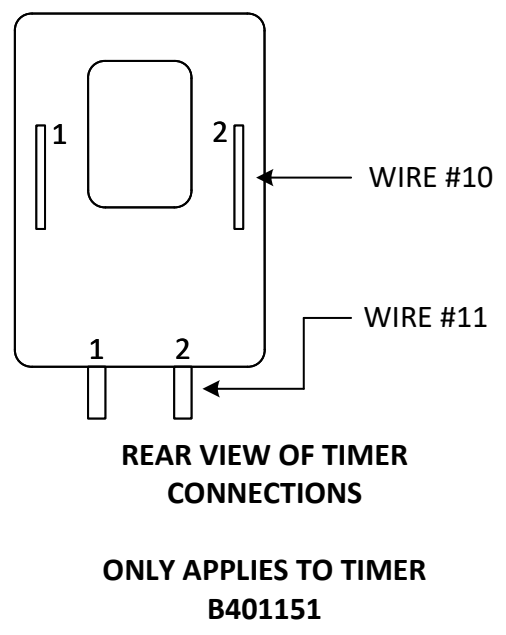 1
2
WIRE #10
WIRE #11
1
2
REAR VIEW OF TIMER
CONNECTIONS
ONLY APPLIES TO TIMER
B401151